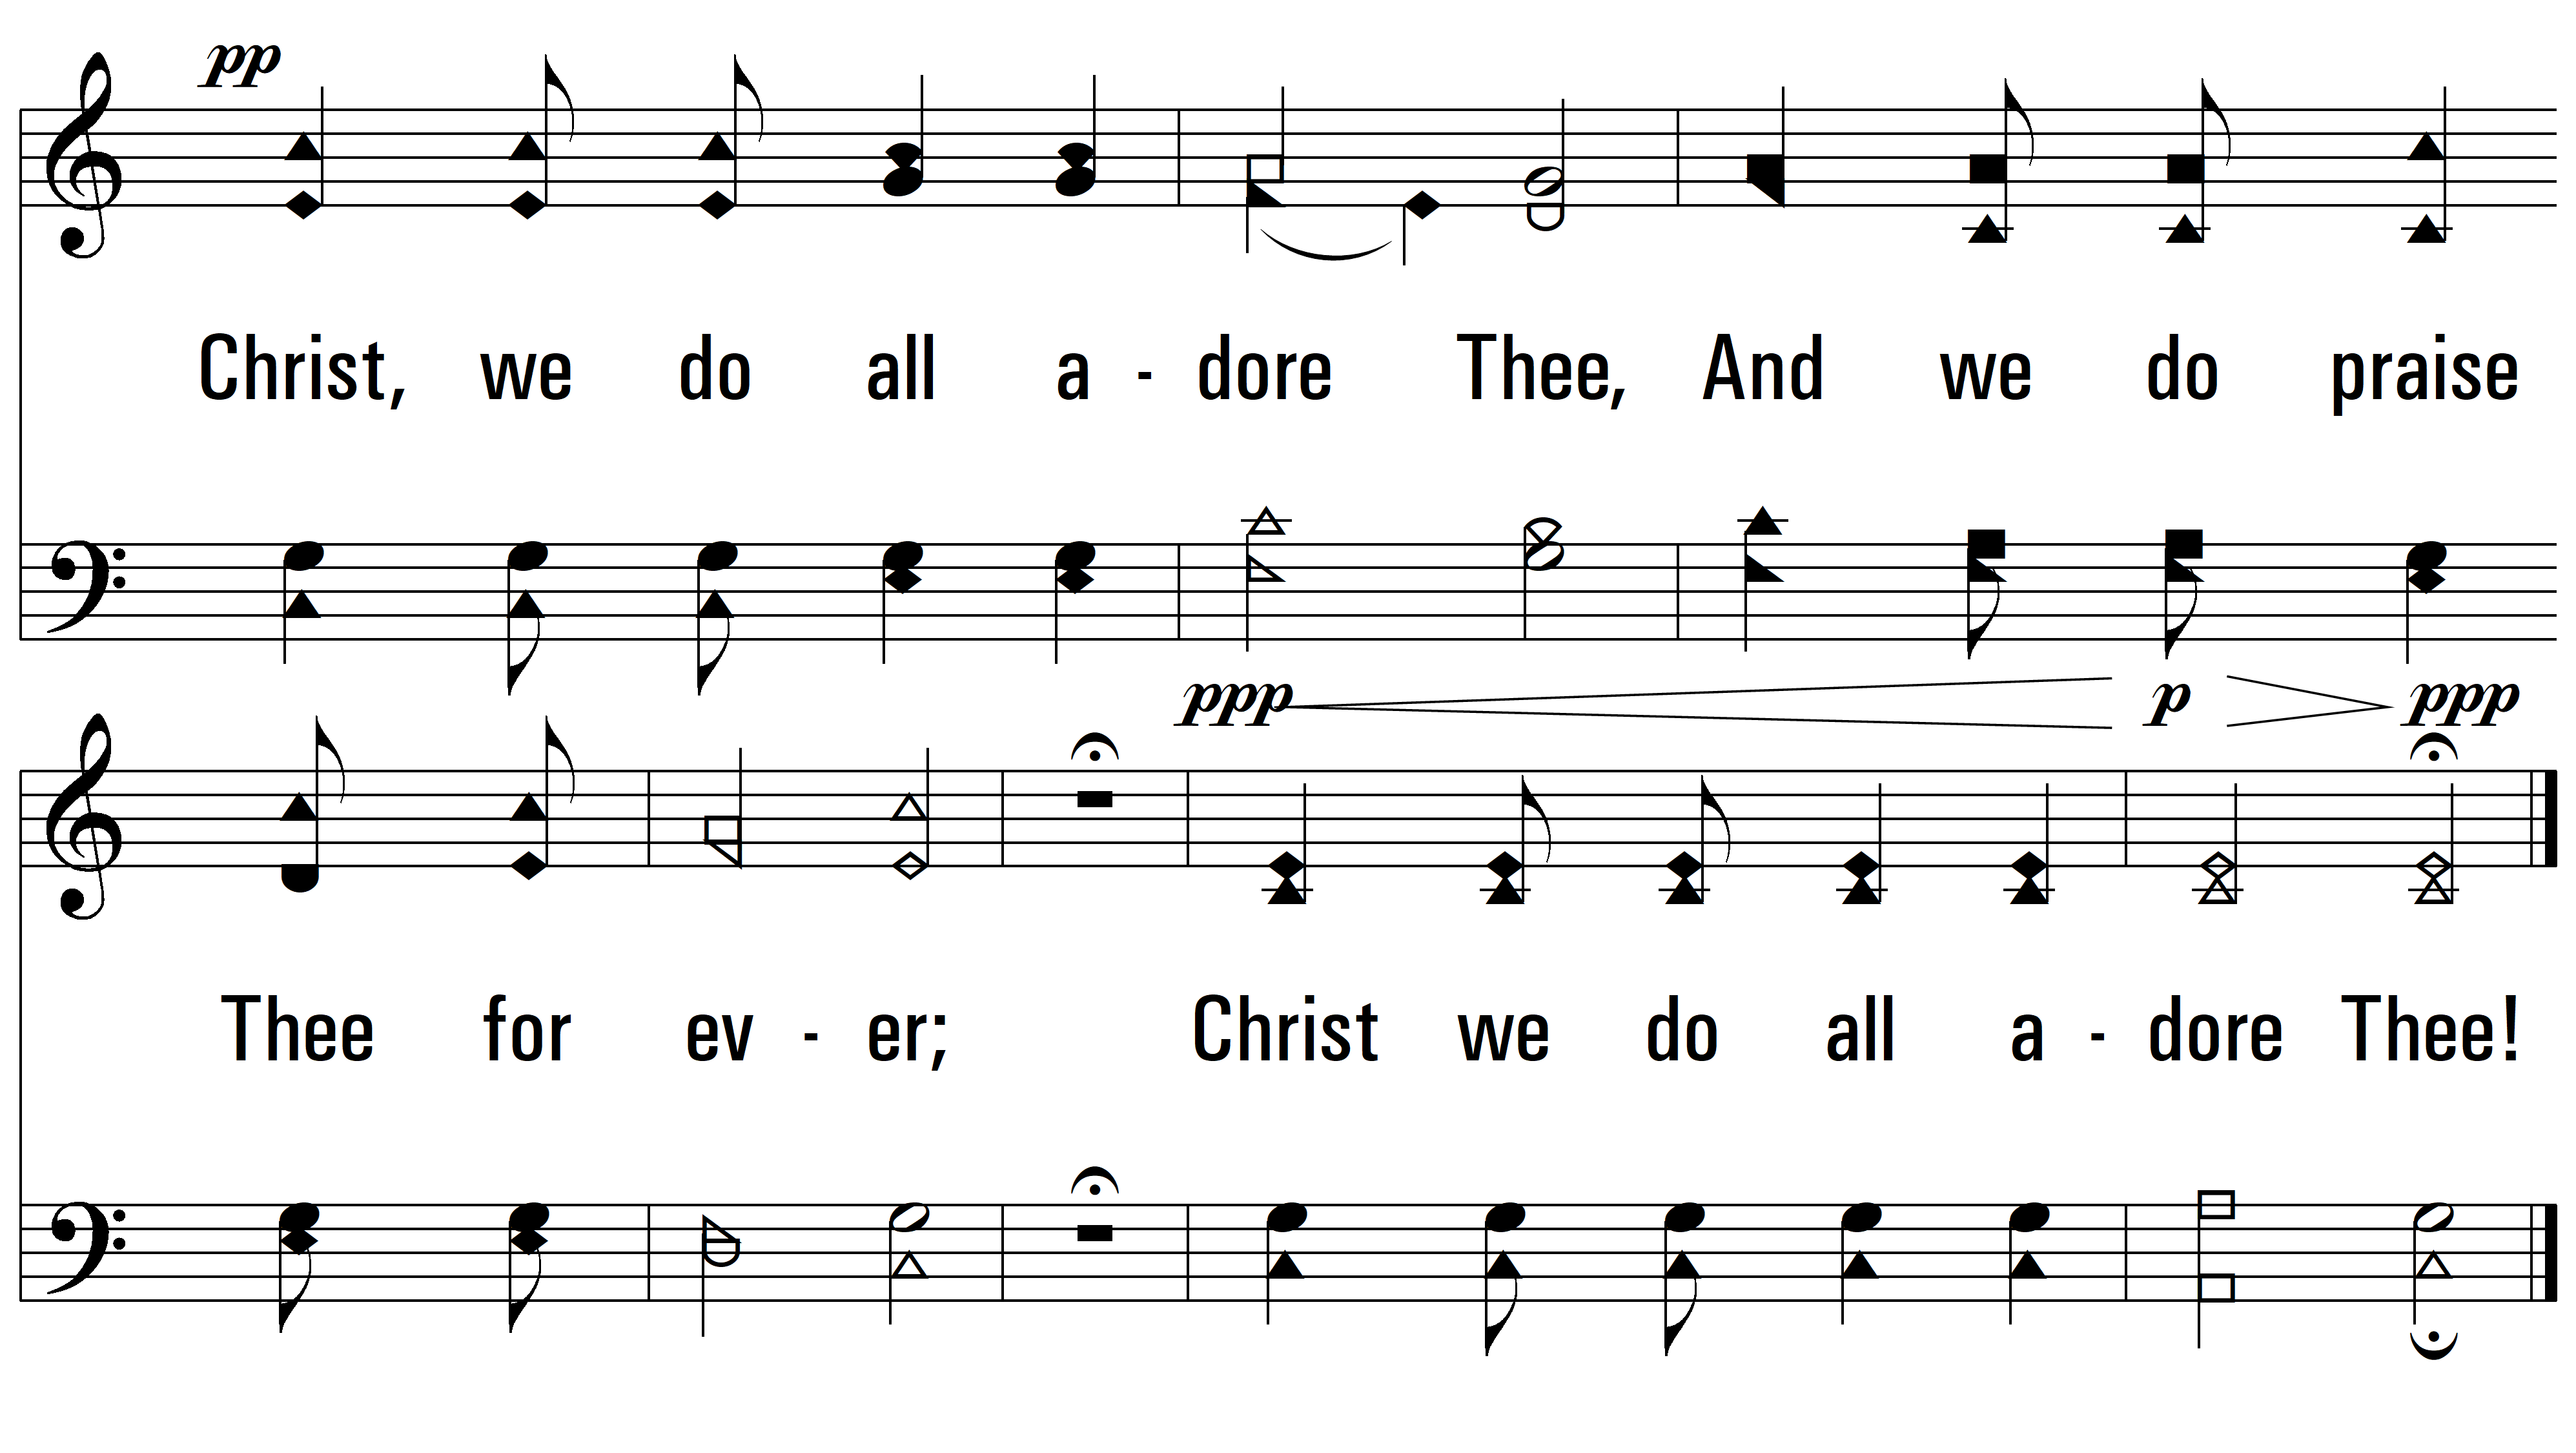 pp
Christ, we do all a - dore Thee, And we do praise
ppp p ppp
Thee for ev - er; Christ we do all a - dore Thee!